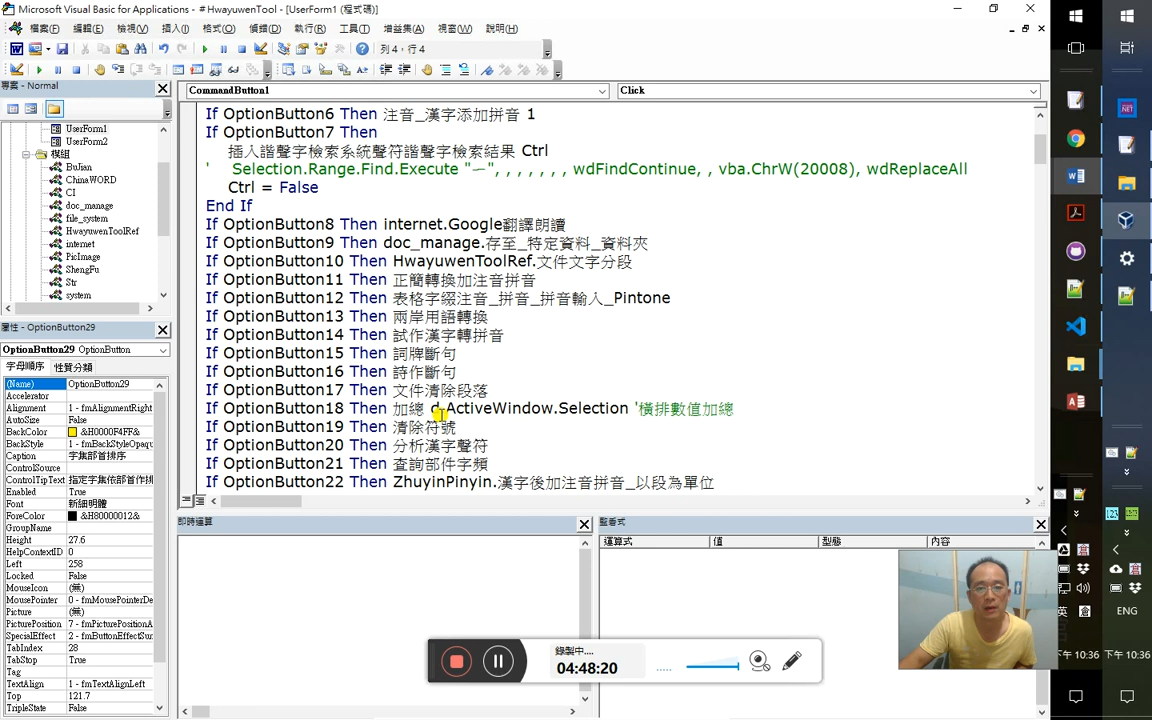 Microsoft Visual Basic for Applications - #HwayuwenTool - [UserForm1 (程式碼)]
檔案(F) 編輯(E) 檢視(V) 插入(I) 格式(O) 偵錯(D) 執行(R) 工具(T) 增益集(A) 視窗(W) 說明(H)
列 4，行 4
專案 - Normal
CommandButton1 Click
UserForm1
UserForm2
模組
BuJian
ChinaWORD
CI
doc_manage
file_system
HwayuwenToolRef
internet
PicImage
ShengFu
Str
system
If OptionButton6 Then 注音_漢字添加拼音 1
If OptionButton7 Then
插入諧聲字檢索系統聲符諧聲字檢索結果 Ctrl
' Selection.Range.Find.Execute "ㄧ", , , , , , , wdFindContinue, , vba.ChrW(20008), wdReplaceAll
Ctrl = False
End If
If OptionButton8 Then internet.Google翻譯朗讀
If OptionButton9 Then doc_manage.存至_特定資料_資料夾
If OptionButton10 Then HwayuwenToolRef.文件文字分段
If OptionButton11 Then 正簡轉換加注音拼音
If OptionButton12 Then 表格字綴注音_拼音_拼音輸入_Pintone
If OptionButton13 Then 兩岸用語轉換
If OptionButton14 Then 試作漢字轉拼音
If OptionButton15 Then 詞牌斷句
If OptionButton16 Then 詩作斷句
If OptionButton17 Then 文件清除段落
If OptionButton18 Then 加總 d.ActiveWindow.Selection '橫排數值加總
If OptionButton19 Then 清除符號
If OptionButton20 Then 分析漢字聲符
If OptionButton21 Then 查詢部件字頻
If OptionButton22 Then ZhuyinPinyin.漢字後加注音拼音_以段為單位
屬性 - OptionButton29
OptionButton29 OptionButton
字母順序 性質分類
(Name) OptionButton29
Accelerator
Alignment 1 - fmAlignmentRight
AutoSize False
BackColor &H0000F4FF&
BackStyle 1 - fmBackStyleOpaqu
Caption 字集部首排序
ControlSource
ControlTipText 指定字集依部首作排
Enabled True
Font 新細明體
ForeColor &H80000012&
GroupName
Height 27.6
HelpContextID 0
Left 258
Locked False
MouseIcon (無)
MousePointer 0 - fmMousePointerDe
Picture (無)
PicturePosition 7 - fmPicturePositionA
SpecialEffect 2 - fmButtonEffectSun
TabIndex 28
TabStop True
Tag
TextAlign 1 - fmTextAlignLeft
Top 121.7
TripleState False
即時運算
監看式
運算式 值 型態 內容
錄製中....
04:48:20
英
ENG
下午 10:36
下午 10:36